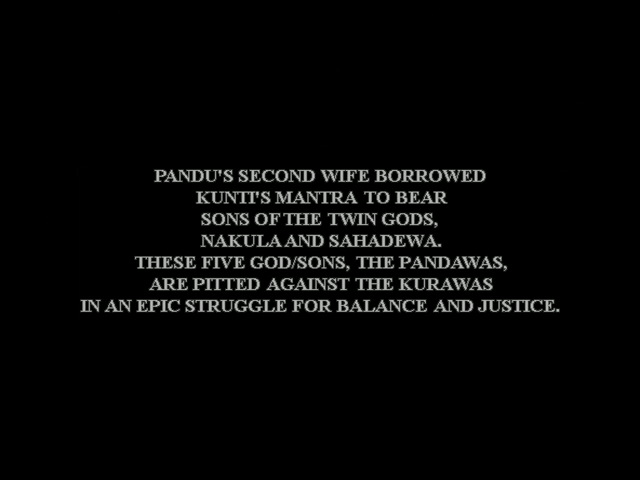 PANDU'S SECOND WIFE BORROWED
KUNTI'S MANTRA TO BEAR
SONS OF THE TWIN GODS,
NAKULA AND SAHADEWA.
THESE FIVE GOD/SONS, THE PANDAWAS,
ARE PITTED AGAINST THE KURAWAS
IN AN EPIC STRUGGLE FOR BALANCE AND JUSTICE.